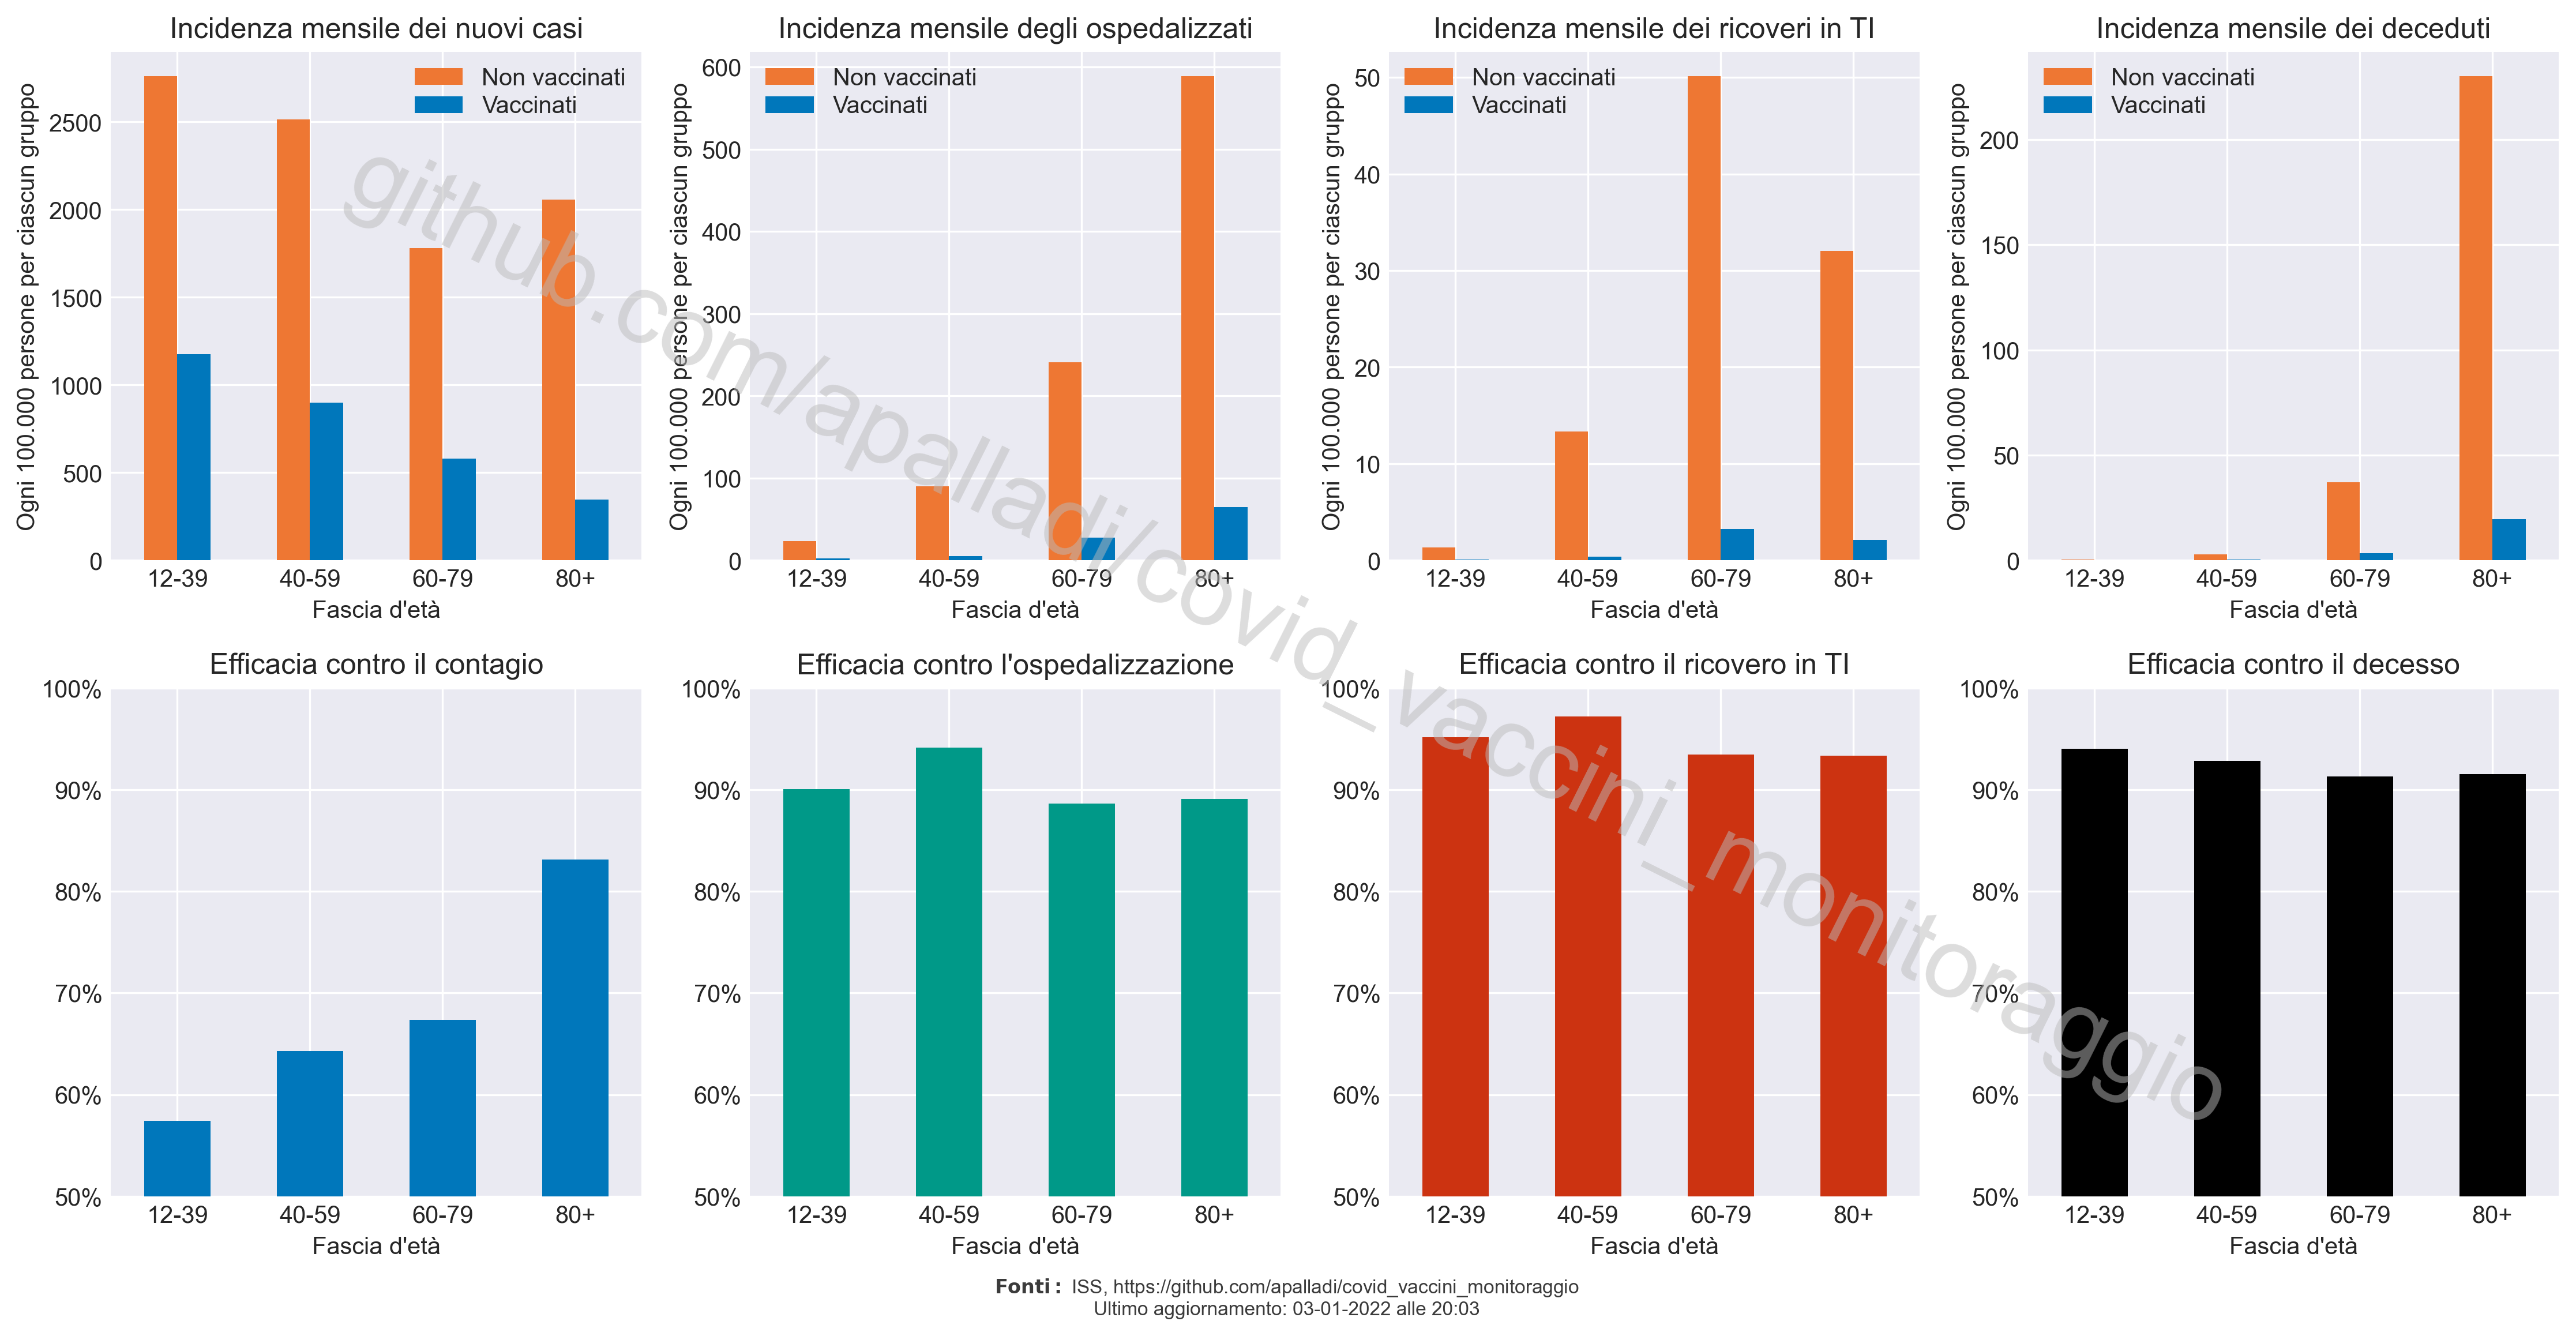 Incidenza mensile dei nuovi casi
Ogni 100.000 persone per ciascun gruppo
2500
2000
1500
1000
500
0
Non vaccinati
Vaccinati
12-39 40-59 60-79 80+
Fascia d'età
Incidenza mensile degli ospedalizzati
Ogni 100.000 persone per ciascun gruppo
600
500
400
300
200
100
0
Non vaccinati
Vaccinati
12-39 40-59 60-79 80+
Fascia d'età
Incidenza mensile dei ricoveri in TI
Ogni 100.000 persone per ciascun gruppo
50
40
30
20
10
0
Non vaccinati
Vaccinati
12-39 40-59 60-79 80+
Fascia d'età
Incidenza mensile dei deceduti
Ogni 100.000 persone per ciascun gruppo
200
150
100
50
0
Non vaccinati
Vaccinati
12-39 40-59 60-79 80+
Fascia d'età
Efficacia contro il contagio
100%
90%
80%
70%
60%
50%
12-39 40-59 60-79 80+
Fascia d'età
Efficacia contro l'ospedalizzazione
100%
90%
80%
70%
60%
50%
12-39 40-59 60-79 80+
Fascia d'età
Efficacia contro il ricovero in TI
100%
90%
80%
70%
60%
50%
12-39 40-59 60-79 80+
Fascia d'età
Efficacia contro il decesso
100%
90%
80%
70%
60%
50%
12-39 40-59 60-79 80+
Fascia d'età
github.com/apalladi/covid_vaccini_monitoraggio
Fonti: ISS, https://github.com/apalladi/covid_vaccini_monitoraggio
Ultimo aggiornamento: 03-01-2022 alle 20:03